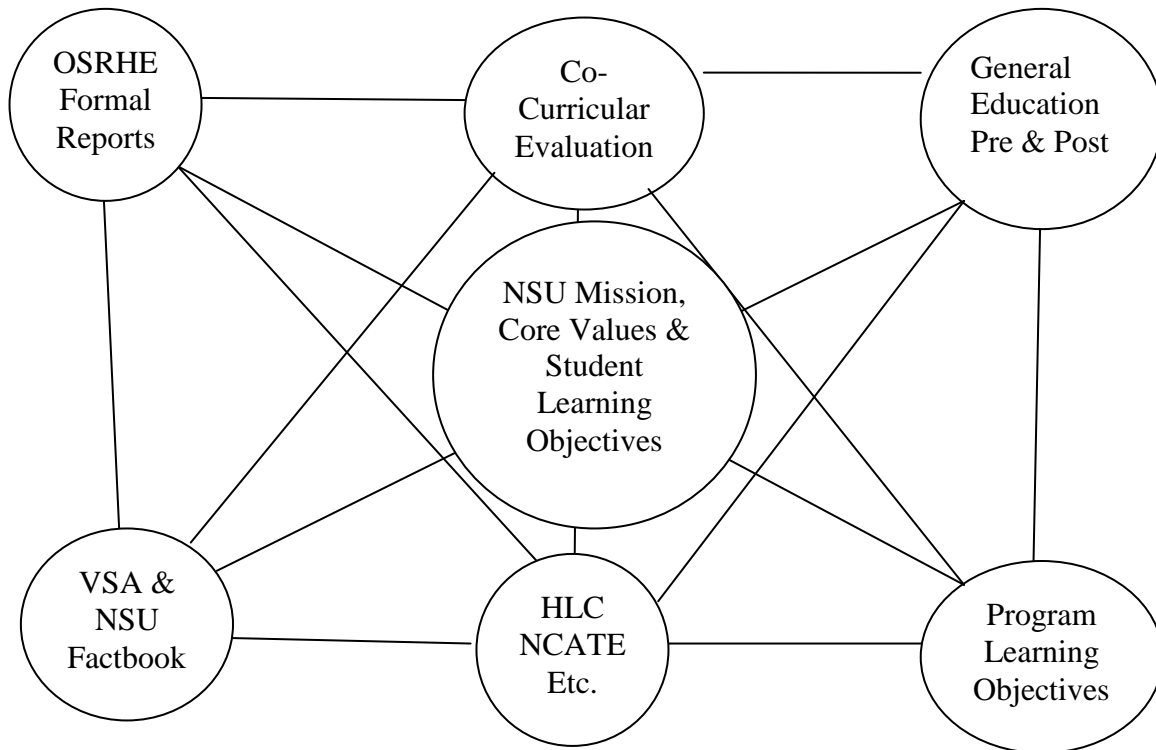 OSRHE
Formal
Reports
Co-
Curricular
Evaluation
General
Education
Pre & Post
NSU Mission,
Core Values &
Student
Learning
Objectives
VSA &
NSU
Factbook
HLC
NCATE
Etc.
Program
Learning
Objectives